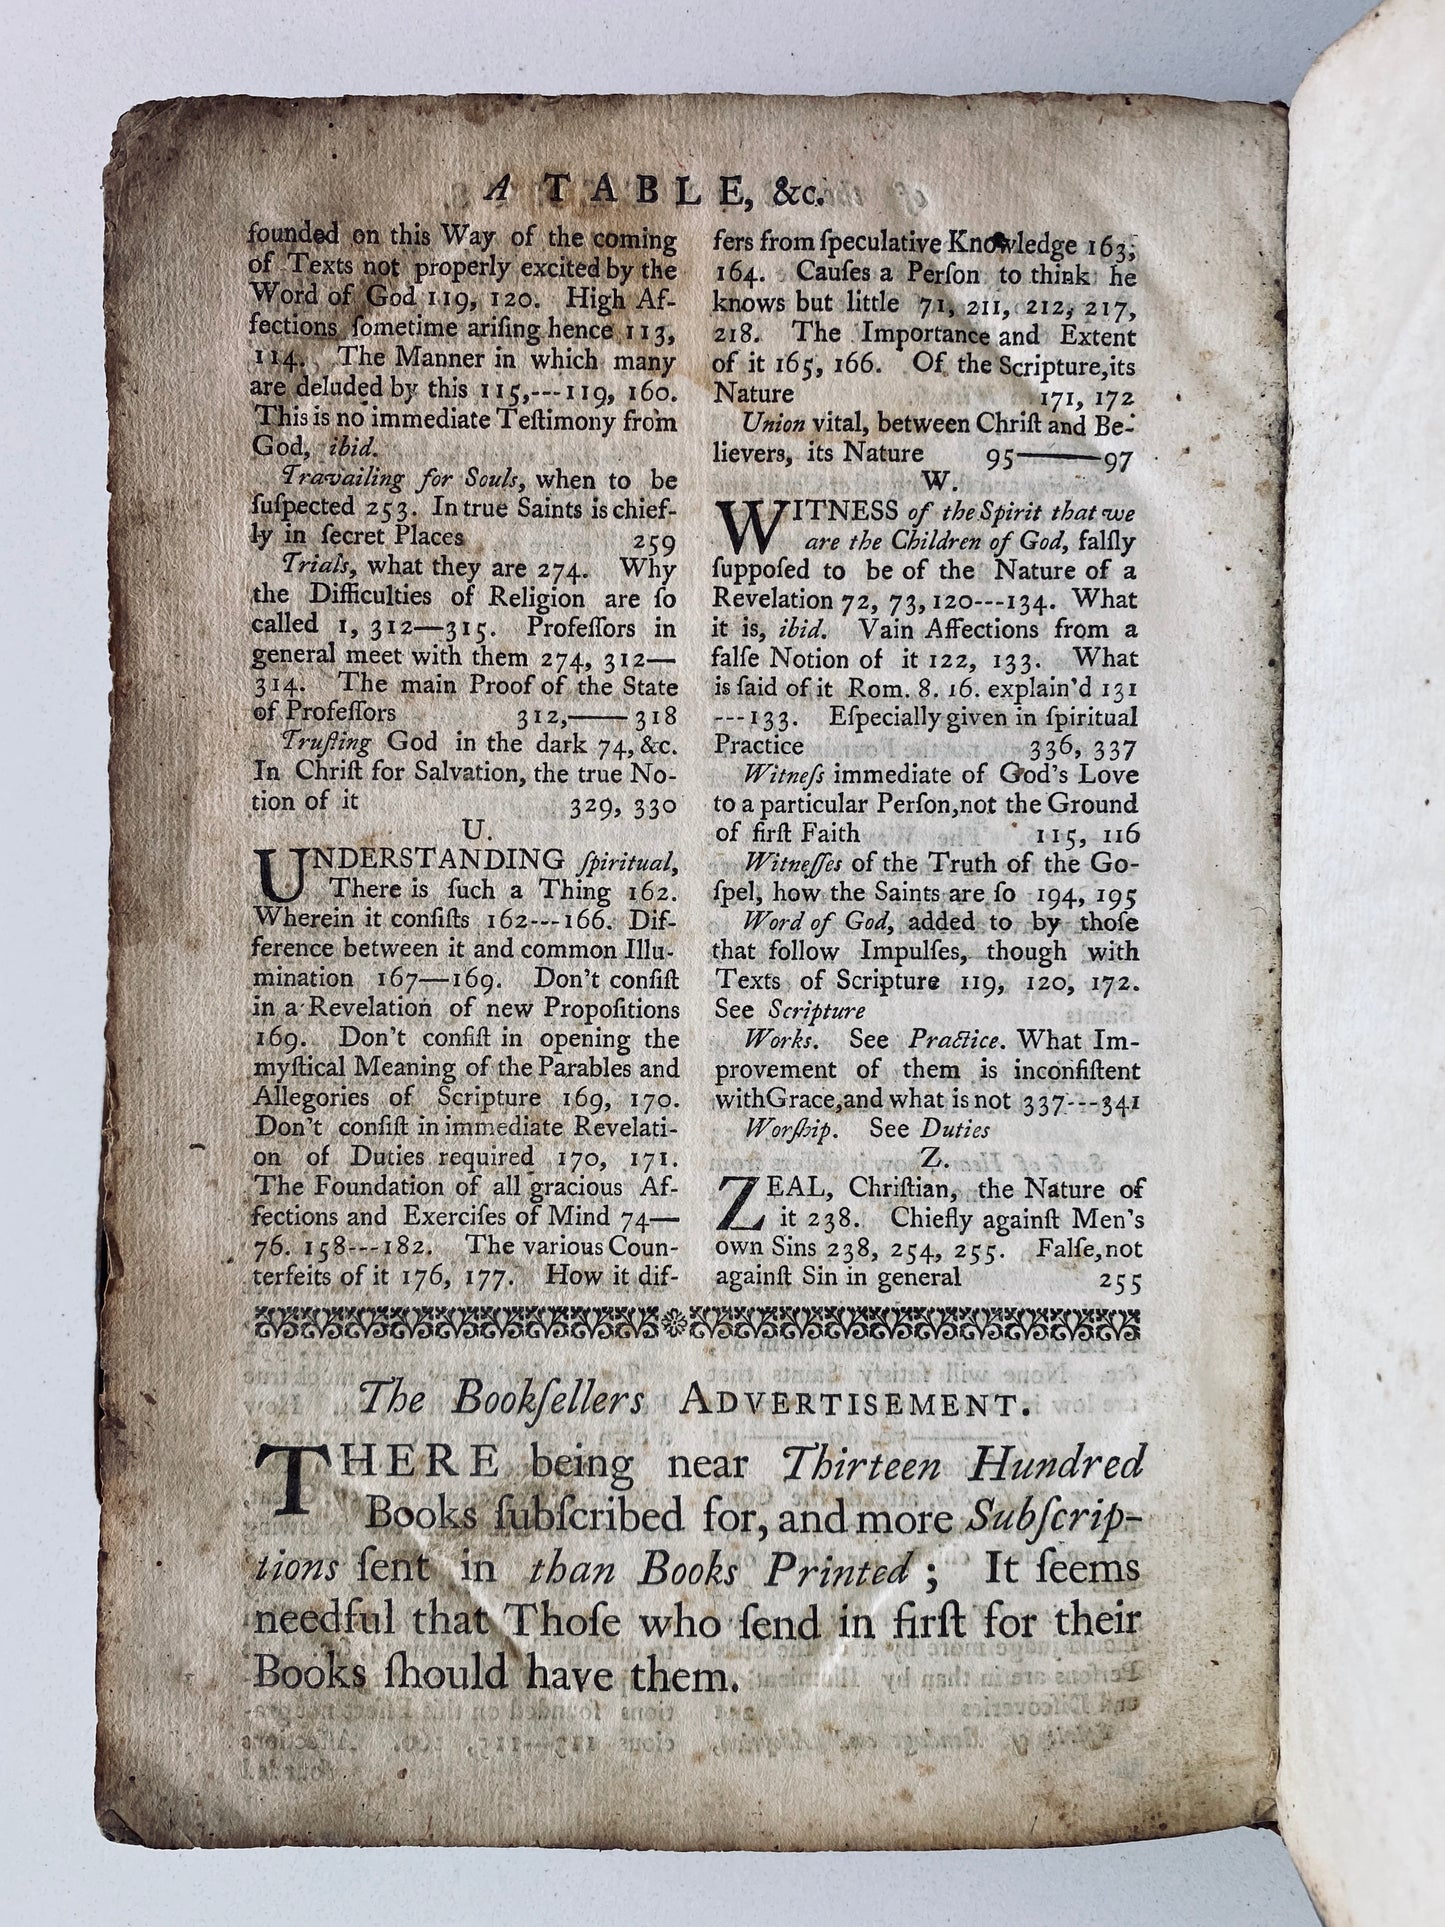 A TABLE, &c.
founded on this Way of the coming
of Texts not properly excited by the
Word of God 119, 120. High Af-
fections ſometime ariſing hence 113,
114. The Manner in which many
are deluded by this 115,---119, 160.
This is no immediate Teſtimony from
God, ibid.
Travailing for Souls, when to be
ſuſpected 253. In true Saints is chief-
ly in ſecret Places 259
Trials, what they are 274. Why
the Difficulties of Religion are ſo
called 1, 312—315. Profeſſors in
general meet with them 274, 312—
314. The main Proof of the State
of Profeſſors 312,——318
Truſting God in the dark 74, &c.
In Chriſt for Salvation, the true No-
tion of it 329, 330
U.
UNDERSTANDING ſpiritual,
There is ſuch a Thing 162.
Wherein it conſiſts 162---166. Dif-
ference between it and common Illu-
mination 167—169. Don't conſiſt
in a Revelation of new Propoſitions
169. Don't conſiſt in opening the
myſtical Meaning of the Parables and
Allegories of Scripture 169, 170.
Don't conſiſt in immediate Revelati-
on of Duties required 170, 171.
The Foundation of all gracious Af-
fections and Exerciſes of Mind 74—
76. 158---182. The various Coun-
terfeits of it 176, 177. How it dif-
fers from ſpeculative Knowledge 163,
164. Cauſes a Perſon to think he
knows but little 71, 211, 212, 217,
218. The Importance and Extent
of it 165, 166. Of the Scripture,its
Nature 171, 172
Union vital, between Chriſt and Be-
lievers, its Nature 95———97
W.
WITNESS of the Spirit that we
are the Children of God, falſly
ſuppoſed to be of the Nature of a
Revelation 72, 73, 120---134. What
it is, ibid. Vain Affections from a
falſe Notion of it 122, 133. What
is ſaid of it Rom. 8. 16. explain'd 131
---133. Eſpecially given in ſpiritual
Practice 336, 337
Witneſs immediate of God's Love
to a particular Perſon,not the Ground
of firſt Faith 115, 116
Witneſſes of the Truth of the Go-
ſpel, how the Saints are ſo 194, 195
Word of God, added to by thoſe
that follow Impulſes, though with
Texts of Scripture 119, 120, 172.
See Scripture
Works. See Practice. What Im-
provement of them is inconſiſtent
withGrace,and what is not 337---341
Worſhip. See Duties
Z.
ZEAL, Chriſtian, the Nature of
it 238. Chiefly againſt Men's
own Sins 238, 254, 255. Falſe,not
againſt Sin in general 255
The Bookſellers ADVERTISEMENT.
THERE being near Thirteen Hundred
Books ſubſcribed for, and more Subſcrip-
tions ſent in than Books Printed; It ſeems
needful that Thoſe who ſend in firſt for their
Books ſhould have them.